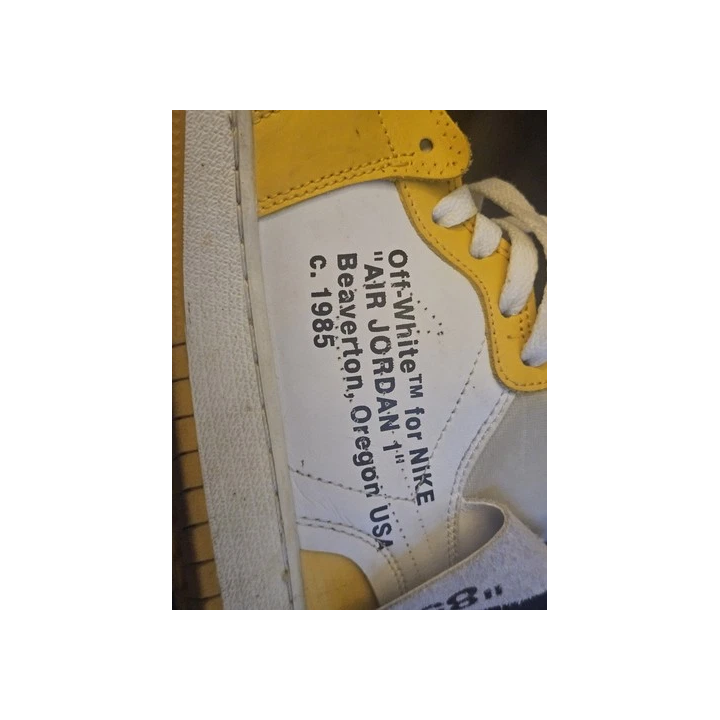 Off-White™ for NIKE
"AIR JORDAN 1"
Beaverton, Oregon USA
c. 1985